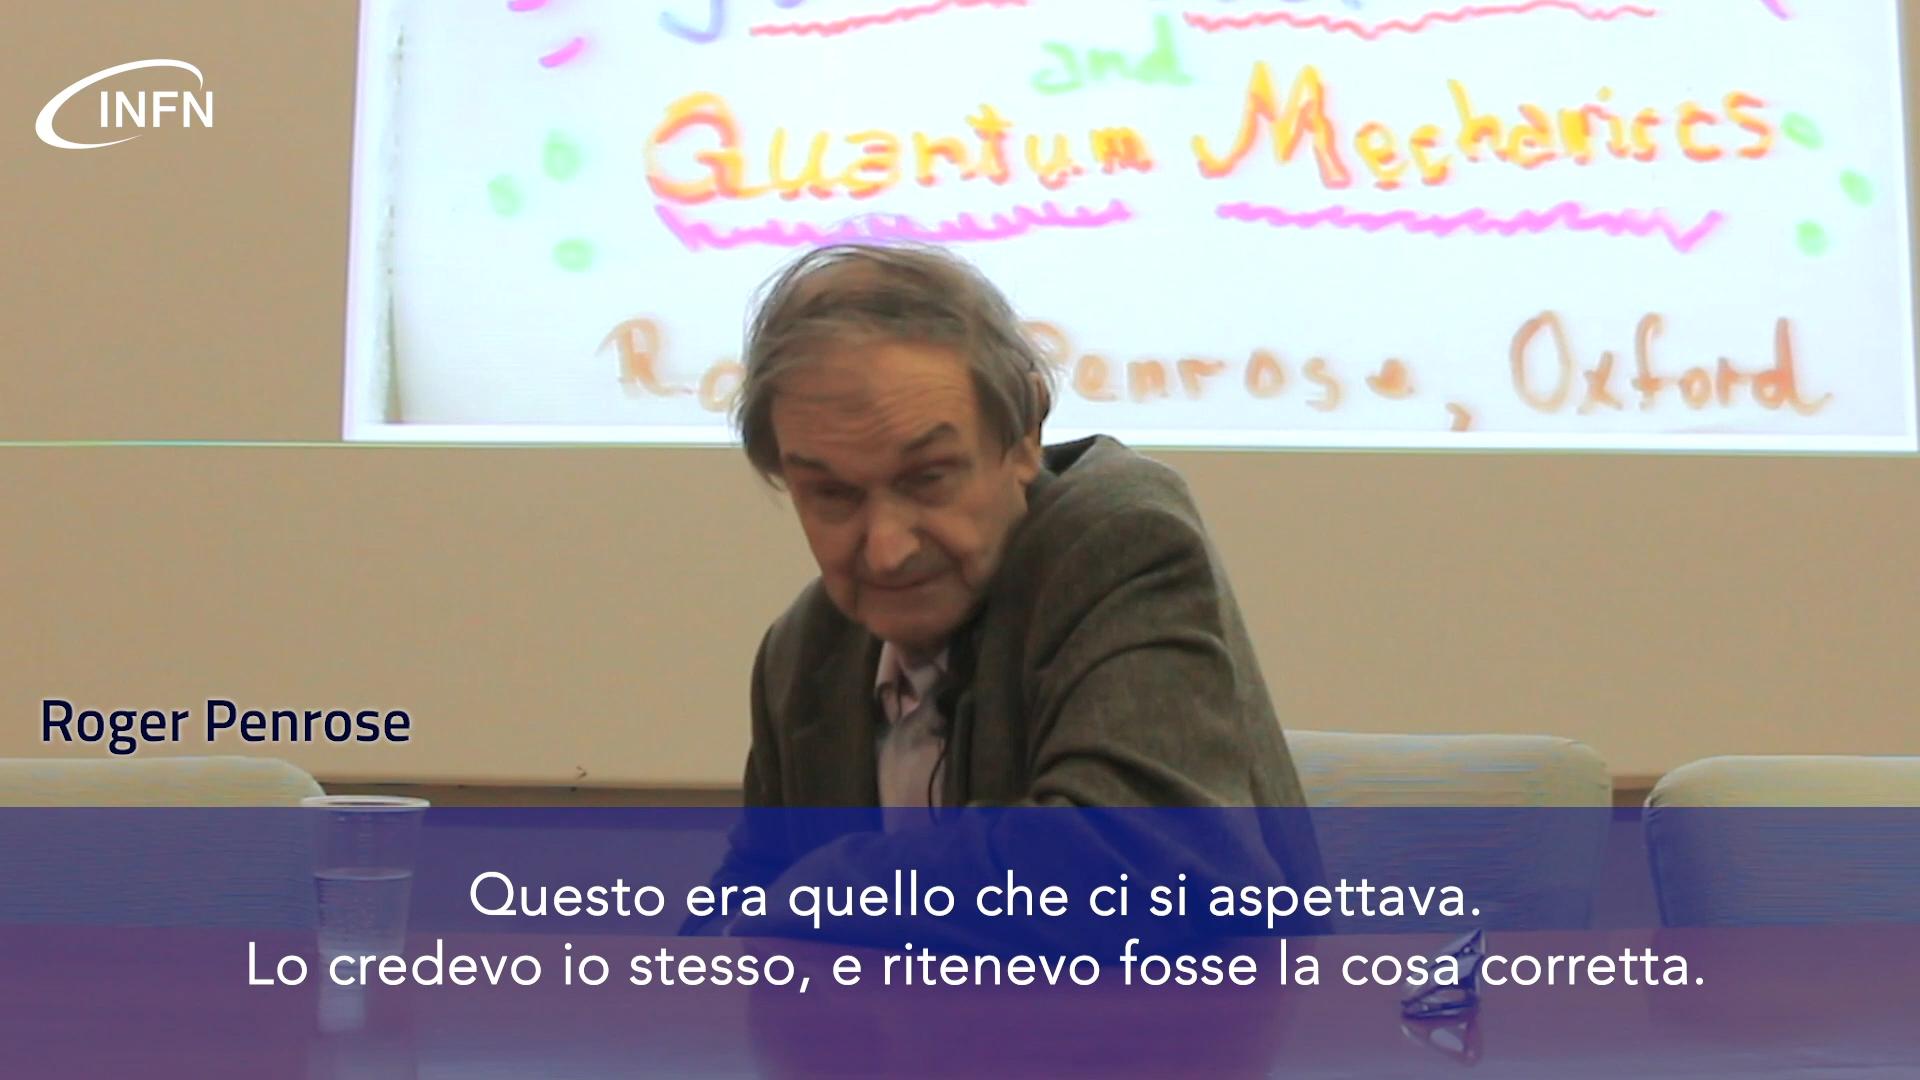 INFN
and
Quantum Mechanics
Penrose, Oxford
Roger Penrose
Questo era quello che ci si aspettava.
Lo credevo io stesso, e ritenevo fosse la cosa corretta.